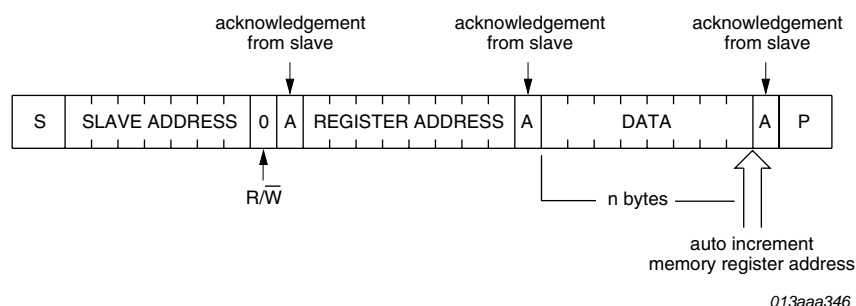 acknowledgement
from slave
acknowledgement
from slave
acknowledgement
from slave
S SLAVE ADDRESS 0 A REGISTER ADDRESS A DATA A P
R/W̅
n bytes
auto increment
memory register address
013aaa346